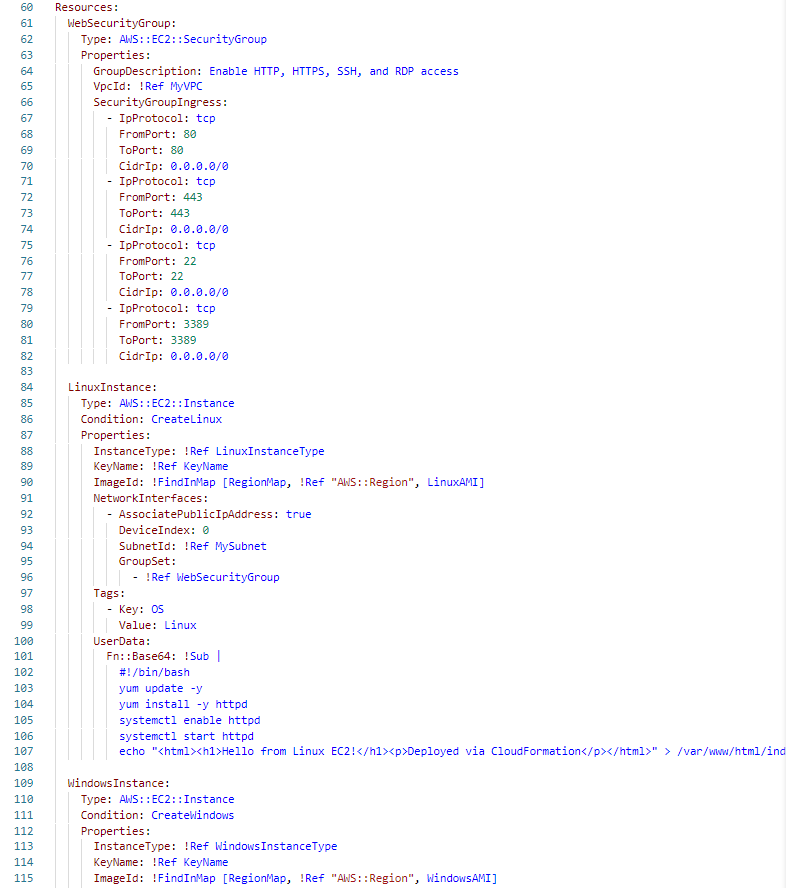 60 Resources:
61   WebSecurityGroup:
62     Type: AWS::EC2::SecurityGroup
63     Properties:
64       GroupDescription: Enable HTTP, HTTPS, SSH, and RDP access
65       VpcId: !Ref MyVPC
66       SecurityGroupIngress:
67         - IpProtocol: tcp
68           FromPort: 80
69           ToPort: 80
70           CidrIp: 0.0.0.0/0
71         - IpProtocol: tcp
72           FromPort: 443
73           ToPort: 443
74           CidrIp: 0.0.0.0/0
75         - IpProtocol: tcp
76           FromPort: 22
77           ToPort: 22
78           CidrIp: 0.0.0.0/0
79         - IpProtocol: tcp
80           FromPort: 3389
81           ToPort: 3389
82           CidrIp: 0.0.0.0/0
83
84   LinuxInstance:
85     Type: AWS::EC2::Instance
86     Condition: CreateLinux
87     Properties:
88       InstanceType: !Ref LinuxInstanceType
89       KeyName: !Ref KeyName
90       ImageId: !FindInMap [RegionMap, !Ref "AWS::Region", LinuxAMI]
91       NetworkInterfaces:
92         - AssociatePublicIpAddress: true
93           DeviceIndex: 0
94           SubnetId: !Ref MySubnet
95           GroupSet:
96             - !Ref WebSecurityGroup
97       Tags:
98         - Key: OS
99           Value: Linux
100       UserData:
101         Fn::Base64: !Sub |
102           #!/bin/bash
103           yum update -y
104           yum install -y httpd
105           systemctl enable httpd
106           systemctl start httpd
107           echo "<html><h1>Hello from Linux EC2!</h1><p>Deployed via CloudFormation</p></html>" > /var/www/html/ind
108
109   WindowsInstance:
110     Type: AWS::EC2::Instance
111     Condition: CreateWindows
112     Properties:
113       InstanceType: !Ref WindowsInstanceType
114       KeyName: !Ref KeyName
115       ImageId: !FindInMap [RegionMap, !Ref "AWS::Region", WindowsAMI]